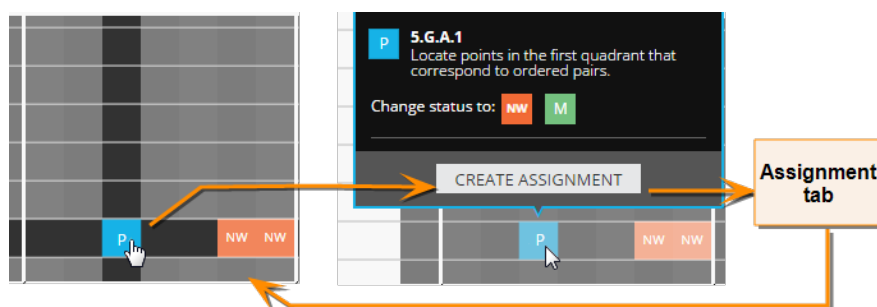 P
NW NW
P
5.G.A.1
Locate points in the first quadrant that
correspond to ordered pairs.
Change status to: NW M
CREATE ASSIGNMENT
P
NW NW
Assignment
tab